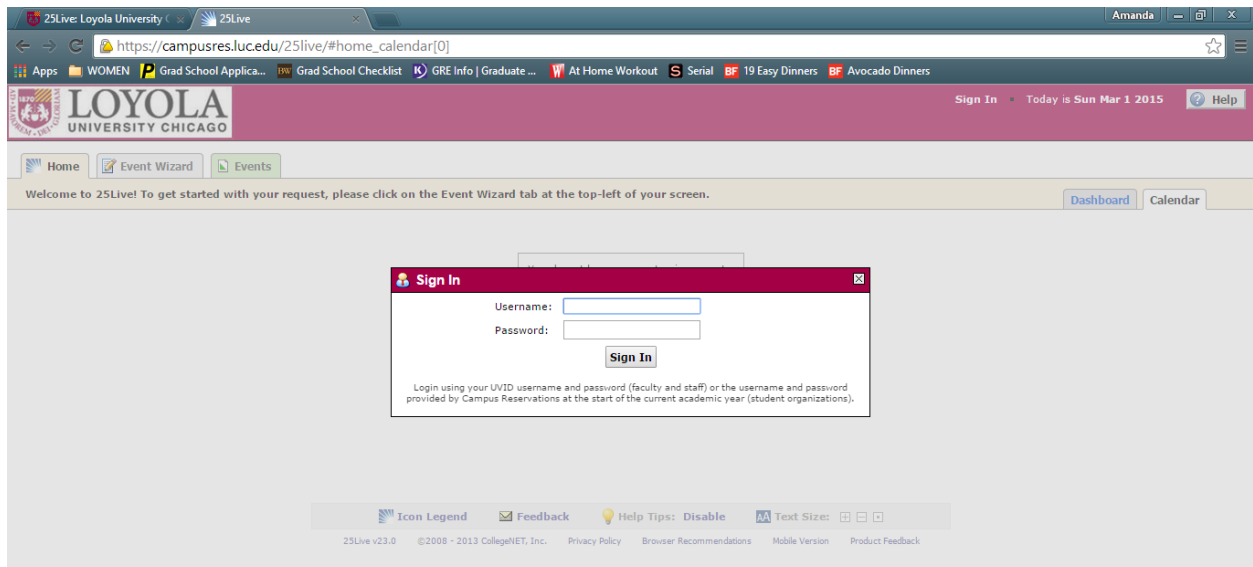 25Live: Loyola University C
25Live
Amanda
https://campusres.luc.edu/25live/#home_calendar[0]
Apps WOMEN Grad School Applica... Grad School Checklist GRE Info | Graduate ... At Home Workout Serial 19 Easy Dinners Avocado Dinners
1870
LOYOLA
UNIVERSITY CHICAGO
Sign In Today is Sun Mar 1 2015 Help
Home Event Wizard Events
Welcome to 25Live! To get started with your request, please click on the Event Wizard tab at the top-left of your screen.
Dashboard Calendar
Sign In
Username:
Password:
Sign In
Login using your UVID username and password (faculty and staff) or the username and password
provided by Campus Reservations at the start of the current academic year (student organizations).
Icon Legend Feedback Help Tips: Disable AA Text Size:
25Live v23.0 ©2008 - 2013 CollegeNET, Inc. Privacy Policy Browser Recommendations Mobile Version Product Feedback